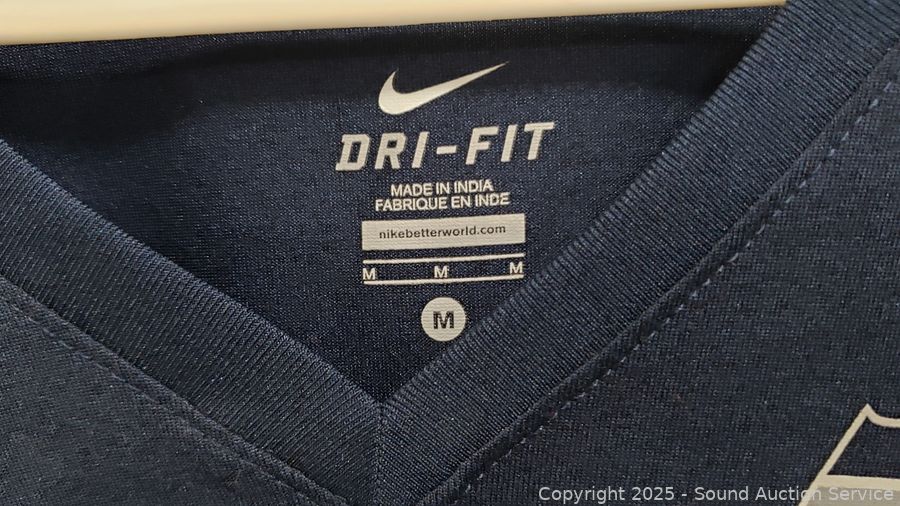 DRI-FIT
MADE IN INDIA
FABRIQUE EN INDE
nikebetterworld.com
M M M
M
Copyright 2025 - Sound Auction Service